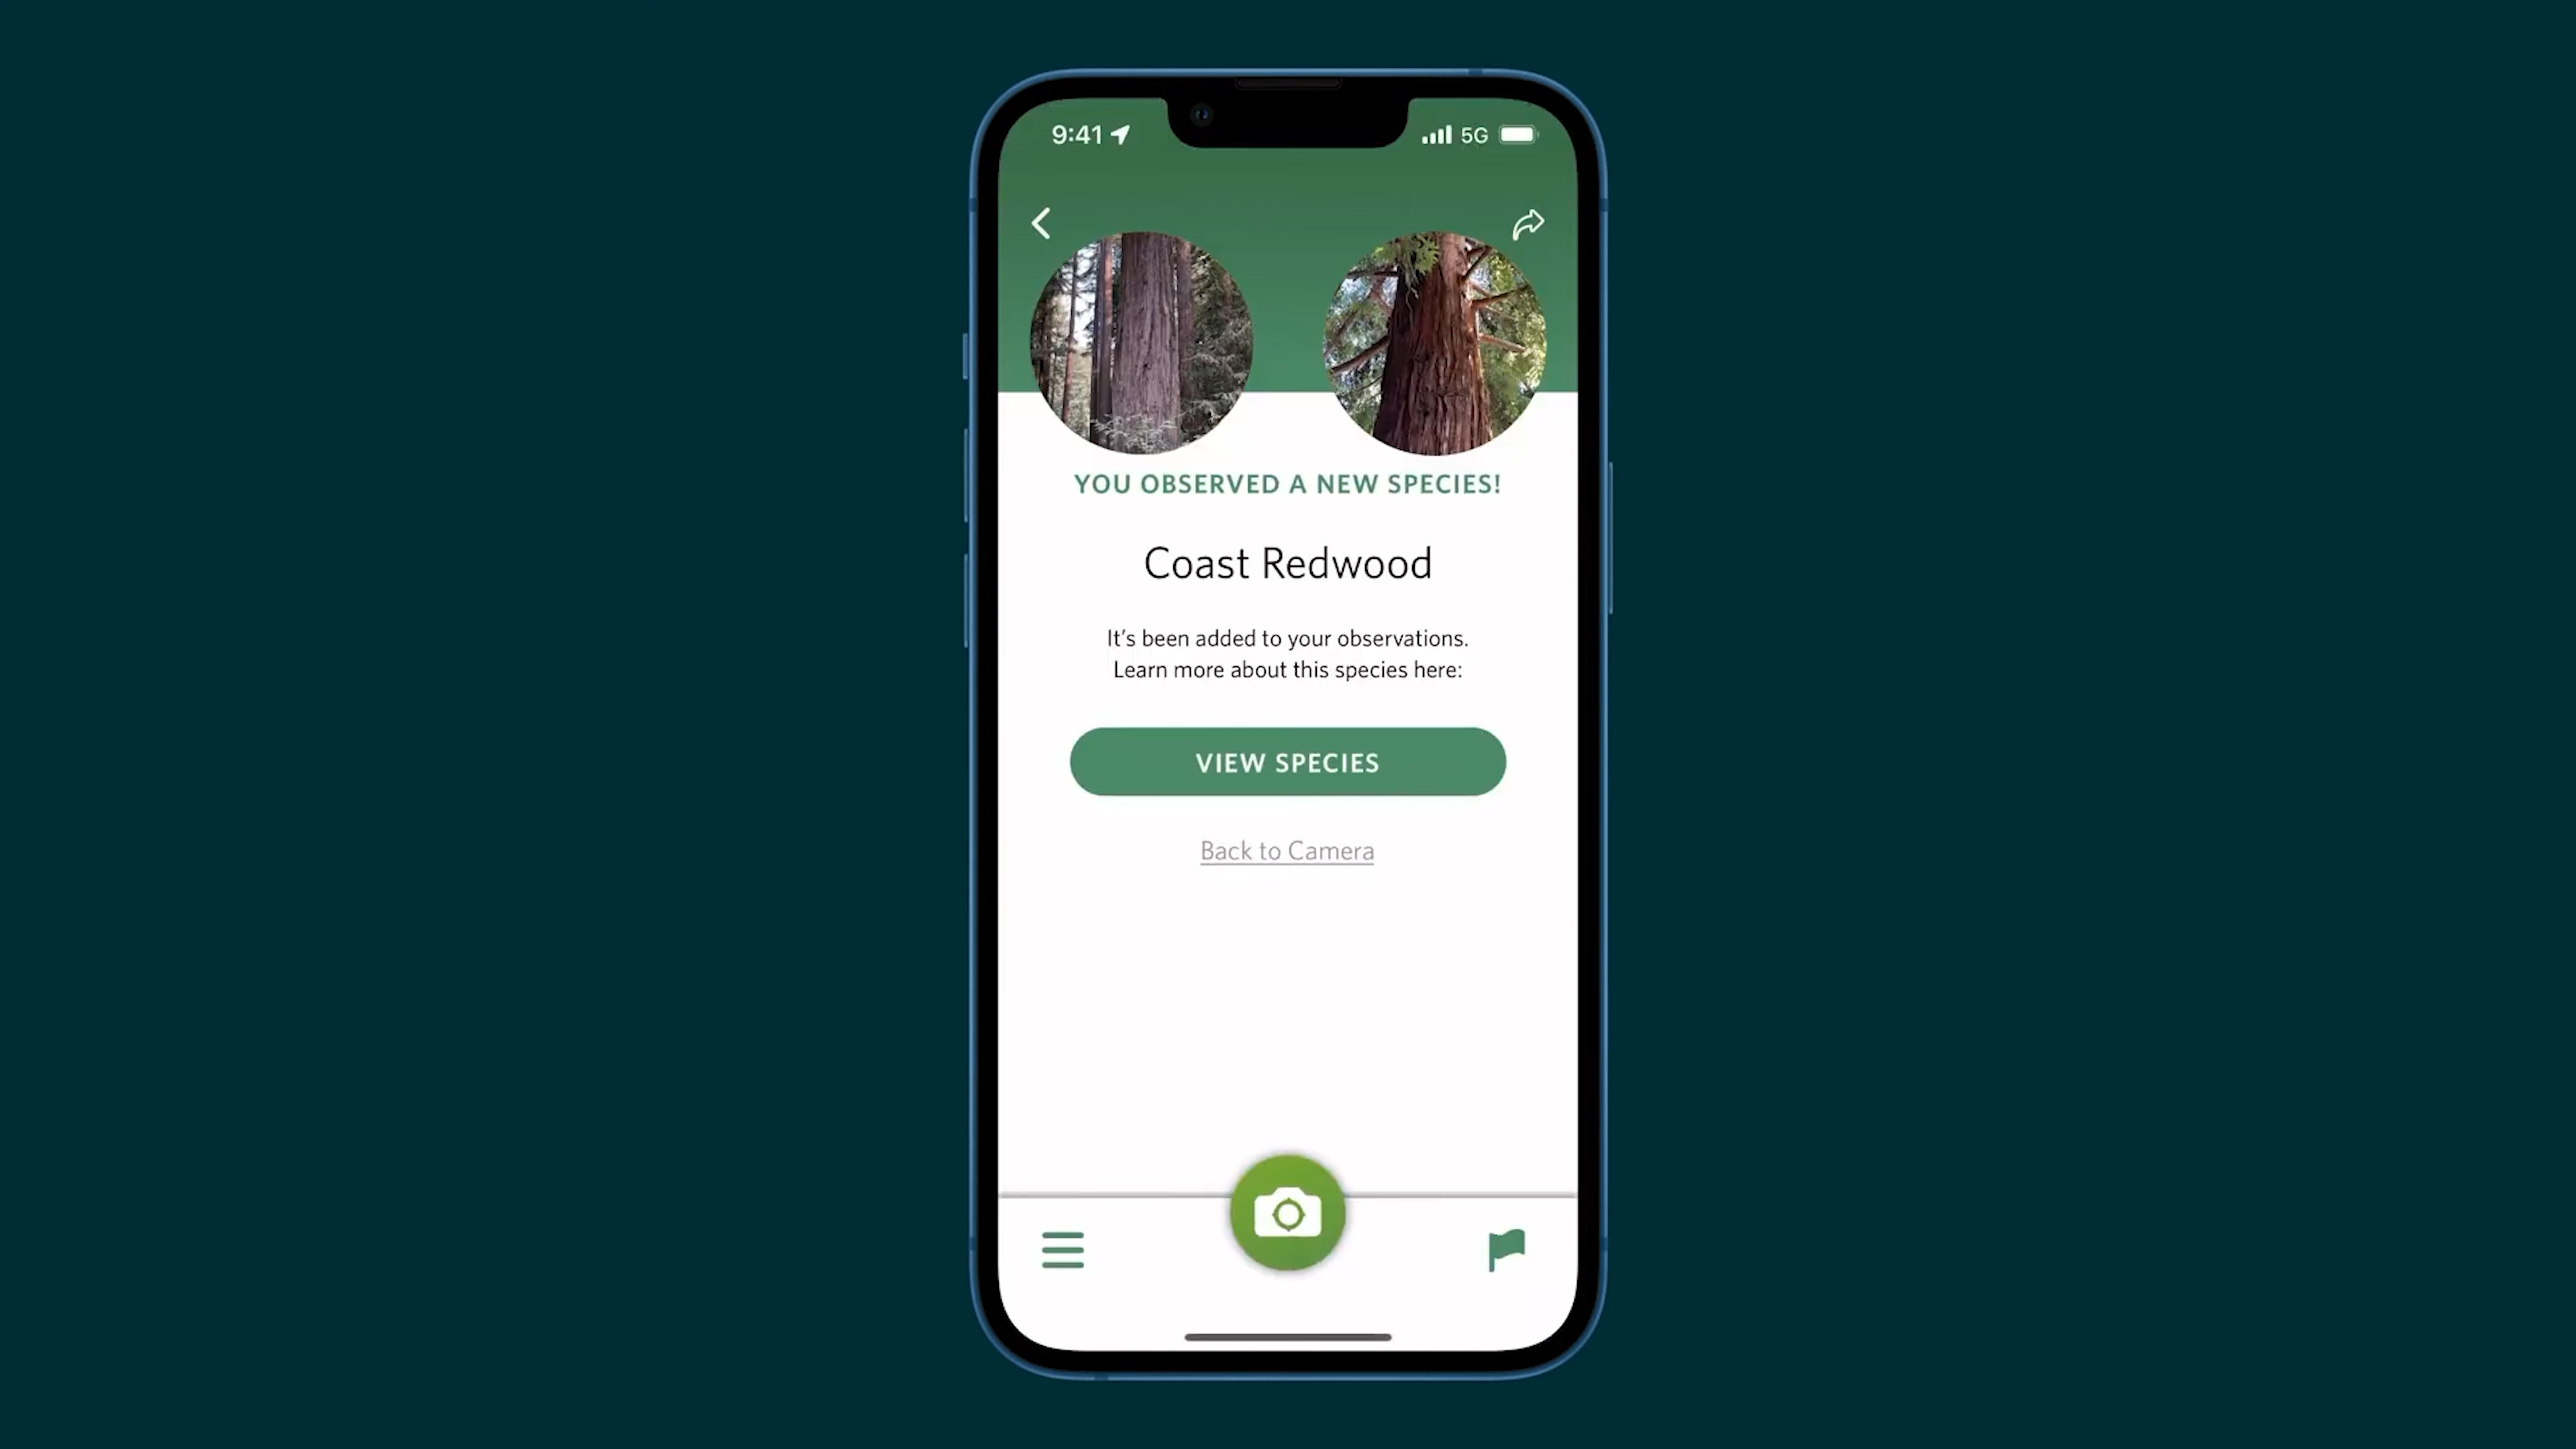 9:41
5G
YOU OBSERVED A NEW SPECIES!
Coast Redwood
It's been added to your observations.
Learn more about this species here:
VIEW SPECIES
Back to Camera